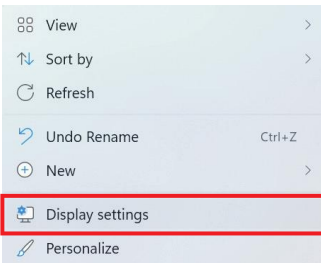 View
Sort by
Refresh
Undo Rename Ctrl+Z
New
Display settings
Personalize